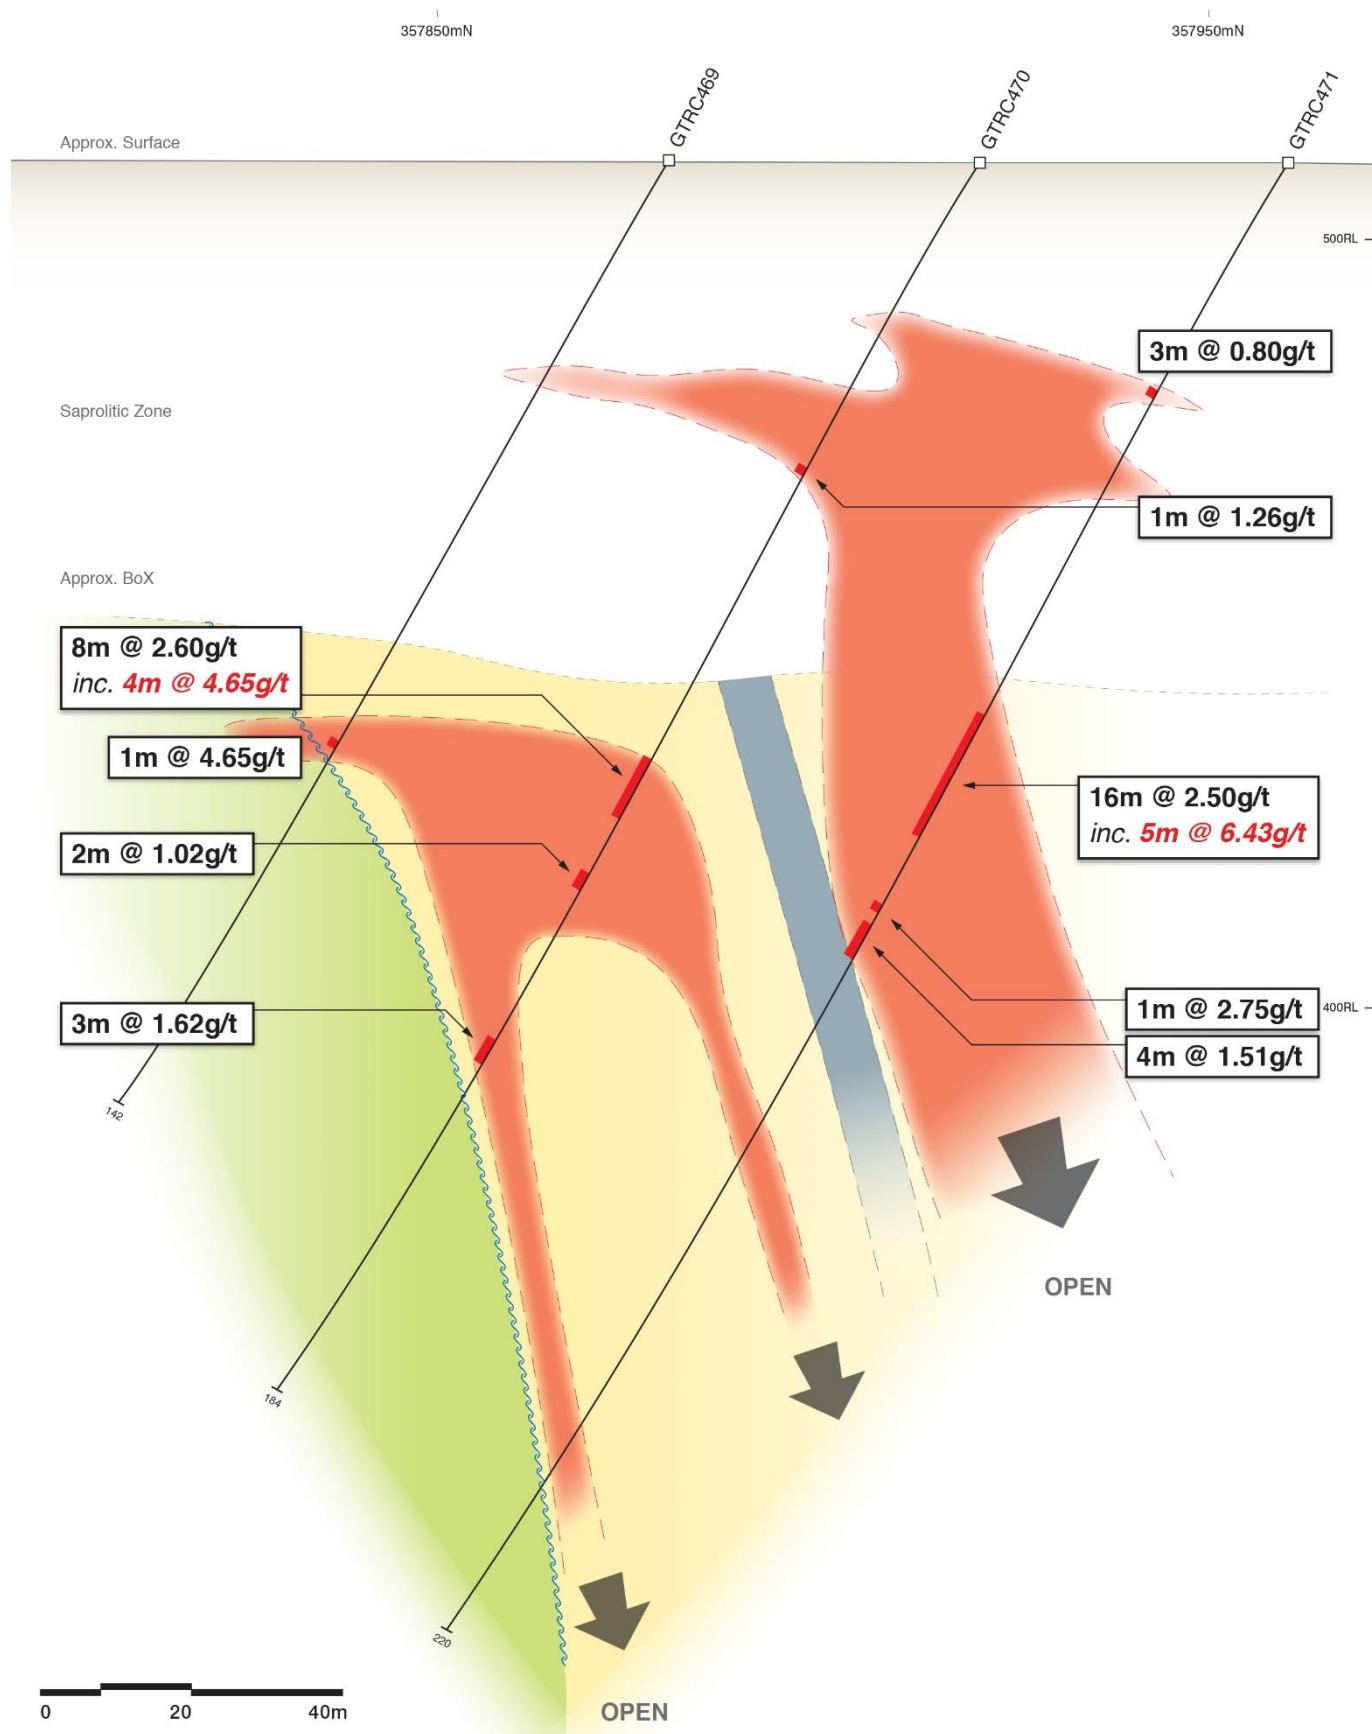 357850mN
357950mN
GTRC469
GTRC470
GTRC471
Approx. Surface
500RL
3m @ 0.80g/t
Saprolitic Zone
1m @ 1.26g/t
Approx. BoX
8m @ 2.60g/t
inc. 4m @ 4.65g/t
1m @ 4.65g/t
16m @ 2.50g/t
inc. 5m @ 6.43g/t
2m @ 1.02g/t
3m @ 1.62g/t
1m @ 2.75g/t
400RL
4m @ 1.51g/t
142
OPEN
184
220
0 20 40m
OPEN